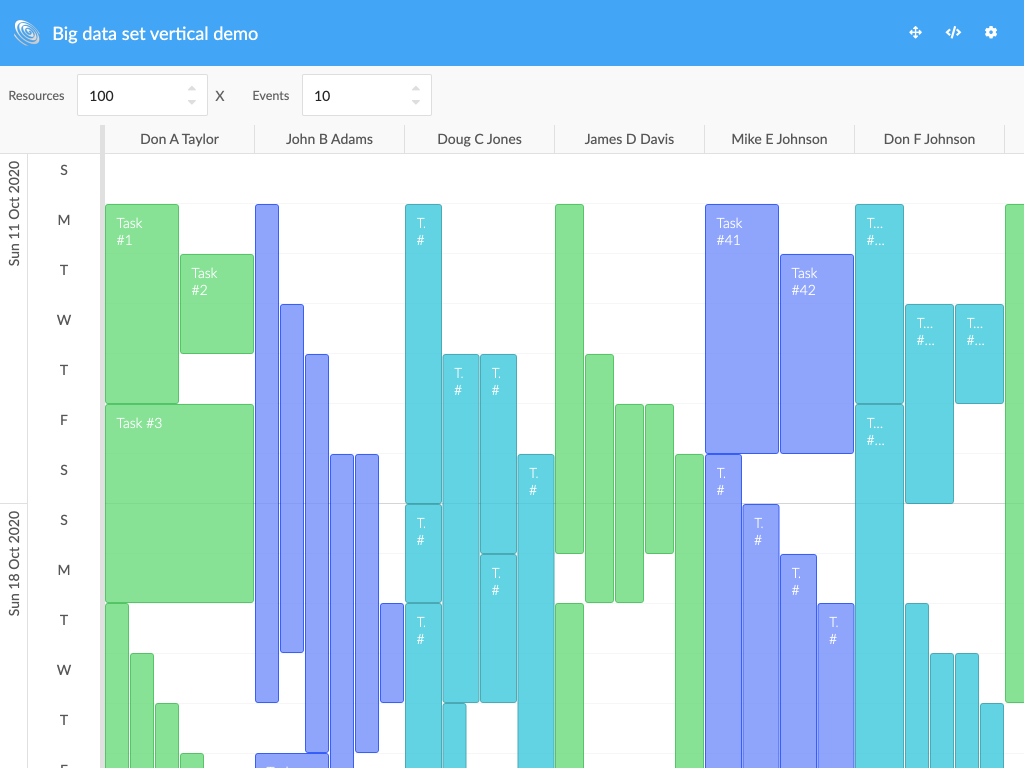 Big data set vertical demo
Resources
100
X
Events
10
Don A Taylor
John B Adams
Doug C Jones
James D Davis
Mike E Johnson
Don F Johnson
Sun 11 Oct 2020
S
M
T
W
T
F
S
Sun 18 Oct 2020
S
M
T
W
T
Task
#1
Task
#2
Task #3
T.
#
T.
#
T.
#
T.
#
T.
#
T.
#
T.
#
Task
#41
Task
#42
T.
#
T.
#
T.
#
T.
#
T...
#...
T...
#...
T...
#...
T...
#...